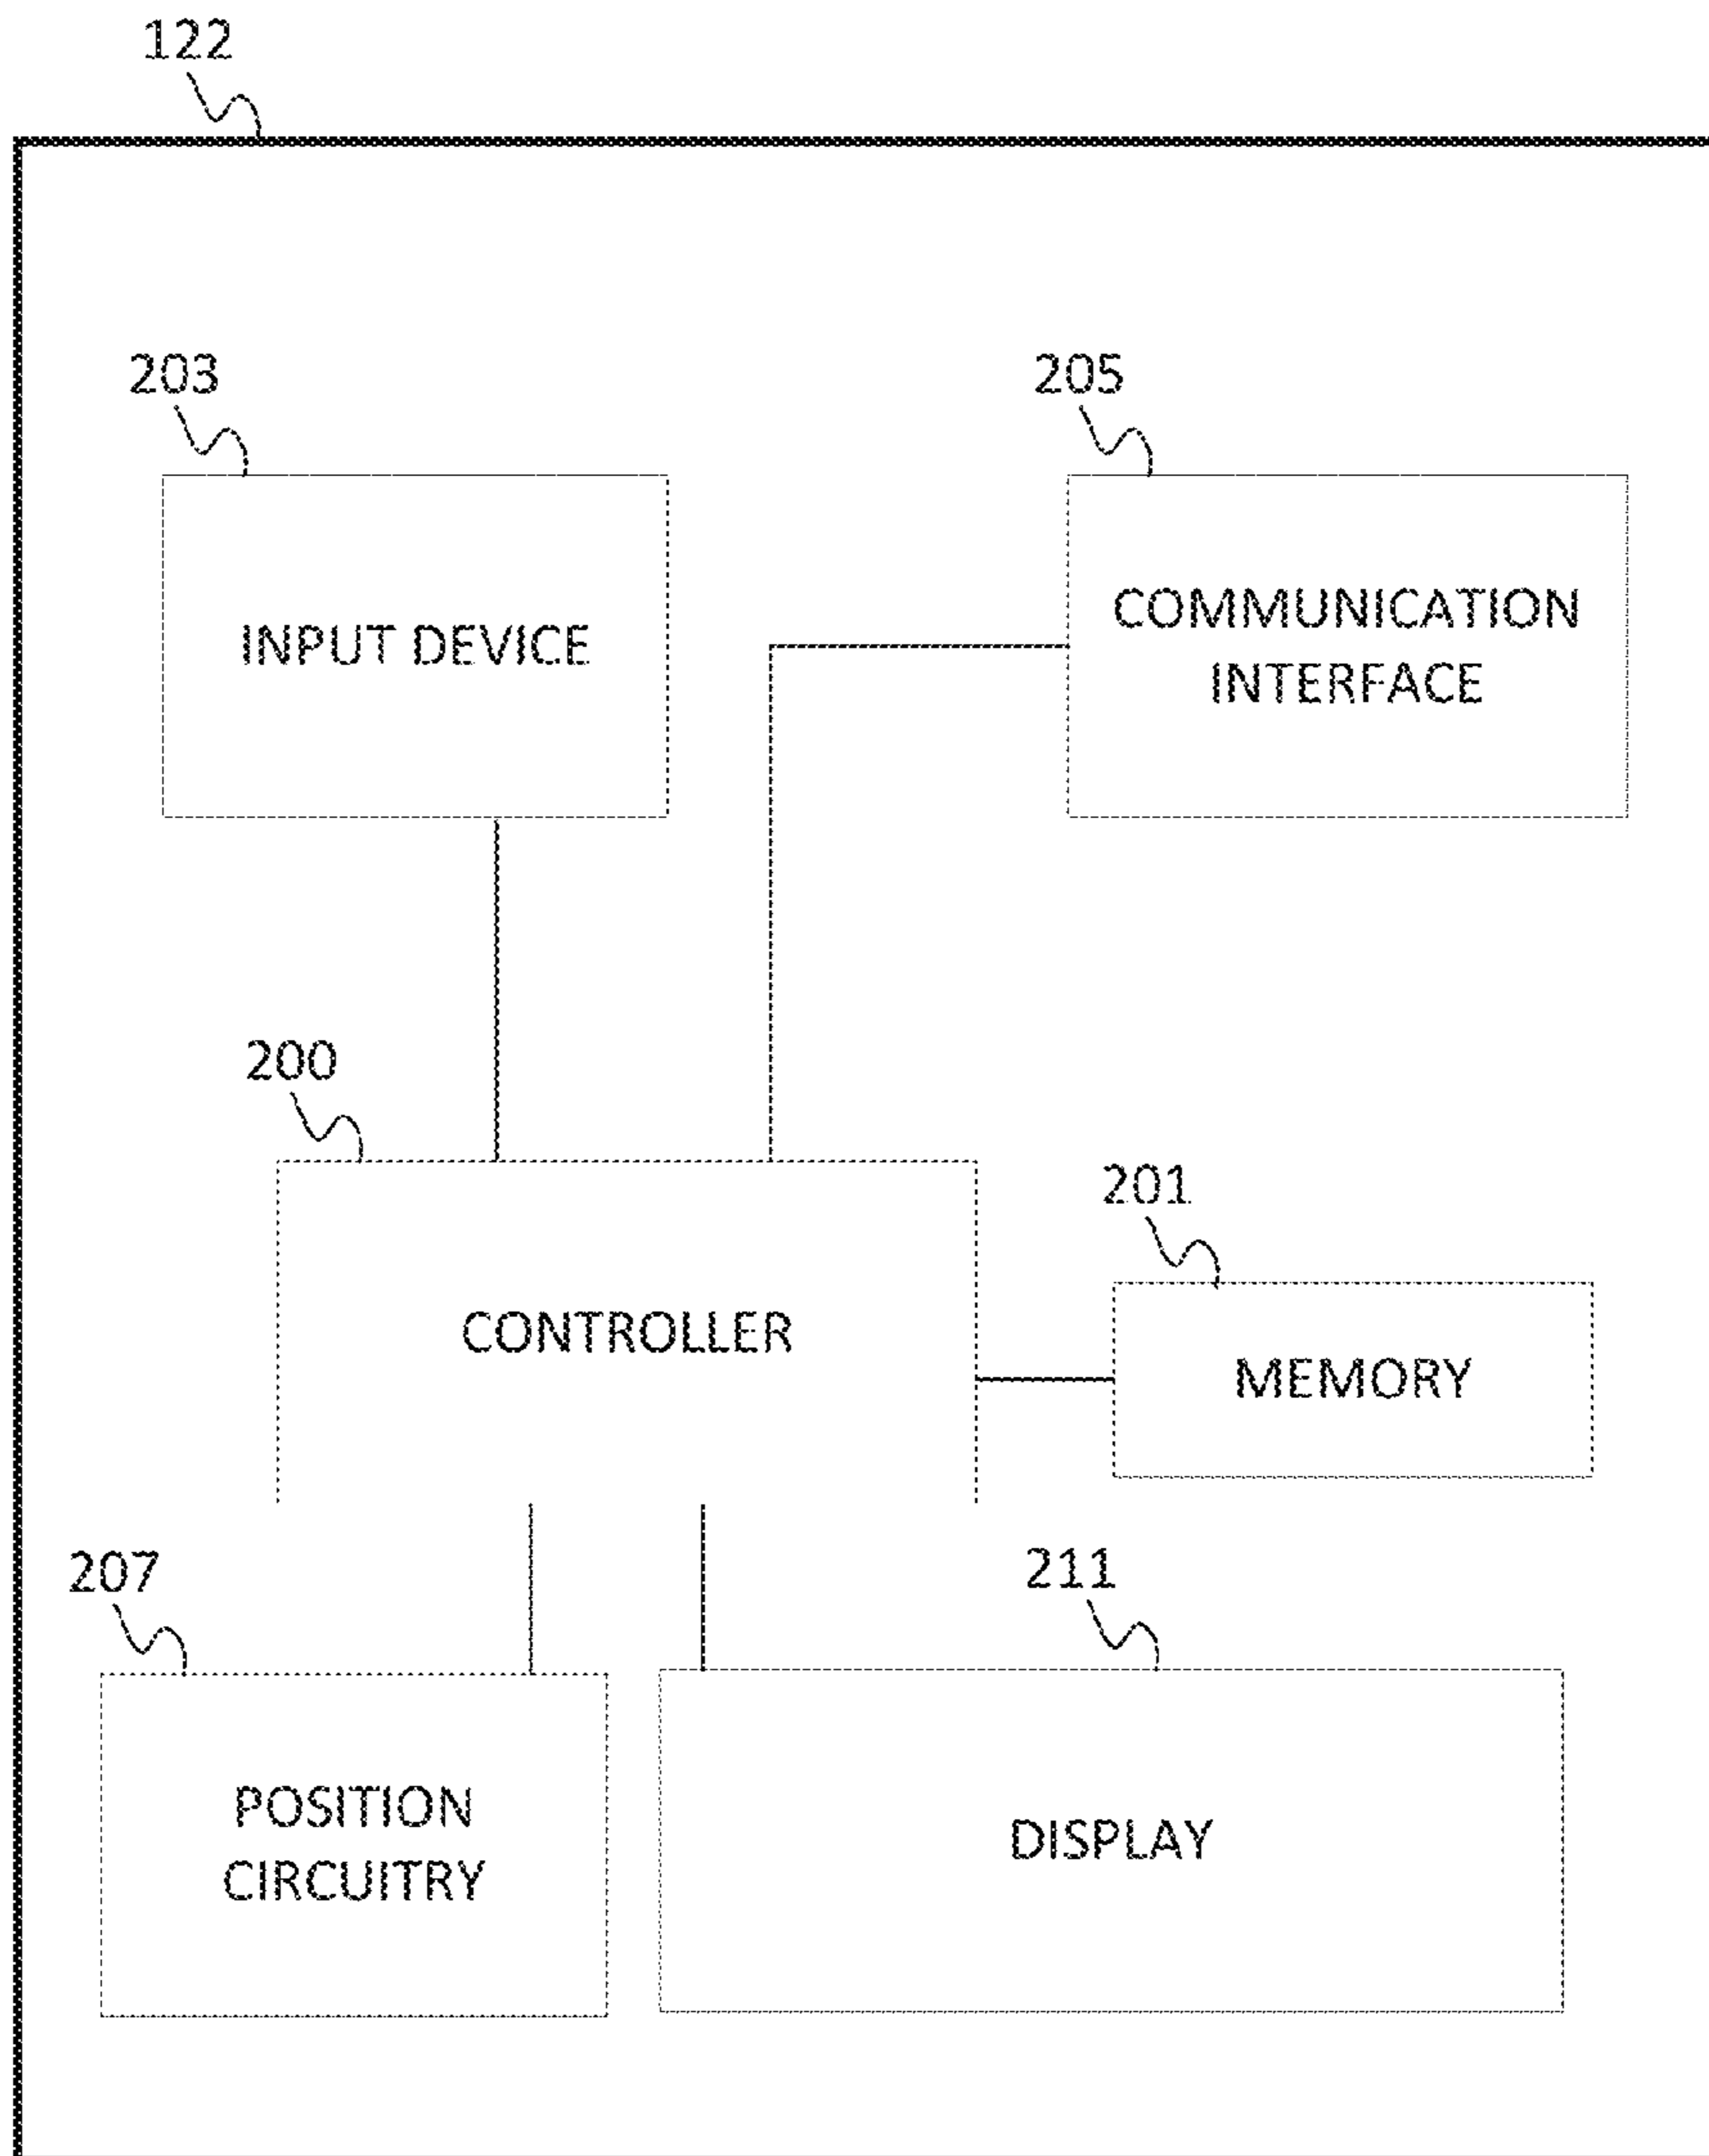 122
203
205
INPUT DEVICE
COMMUNICATION
INTERFACE
200
201
CONTROLLER
MEMORY
207
211
POSITION
CIRCUITRY
DISPLAY